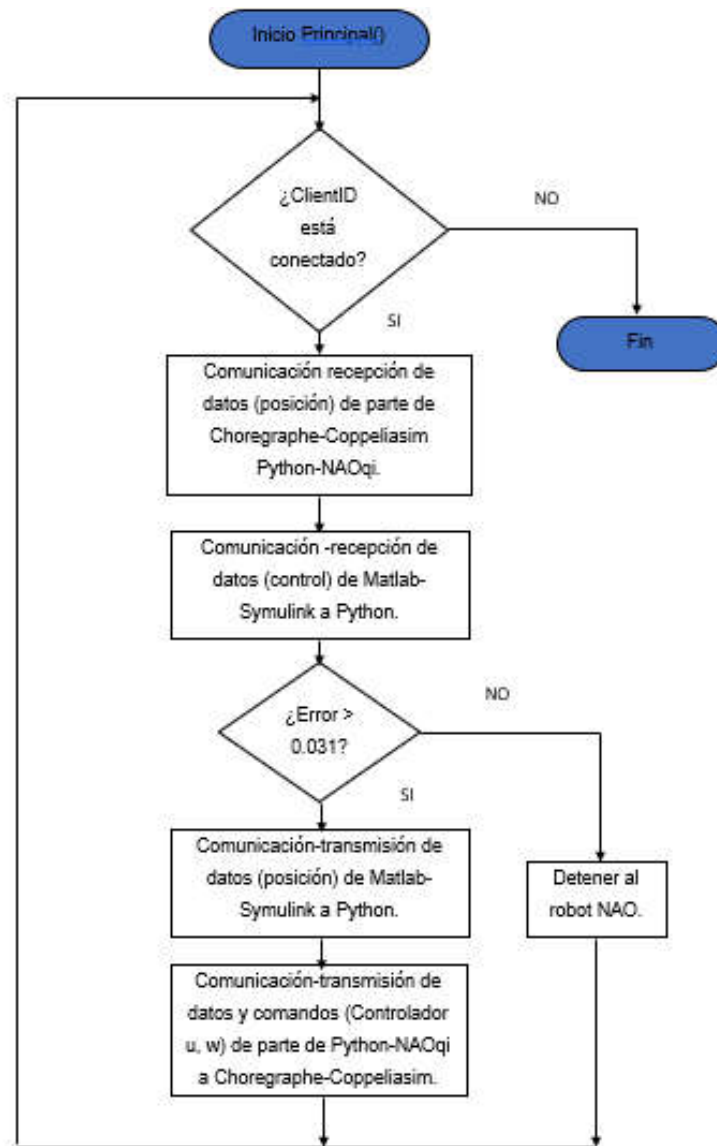 Inicio Principal()
¿ClientID
está
conectado?
NO
Fin
SI
Comunicación recepción de
datos (posición) de parte de
Choregraphe-Coppeliasim
Python-NAOqi.
Comunicación -recepción de
datos (control) de Matlab-
Symulink a Python.
¿Error >
0.031?
NO
SI
Comunicación-transmisión de
datos (posición) de Matlab-
Symulink a Python.
Detener al
robot NAO.
Comunicación-transmisión de
datos y comandos (Controlador
u, w) de parte de Python-NAOqi
a Choregraphe-Coppeliasim.